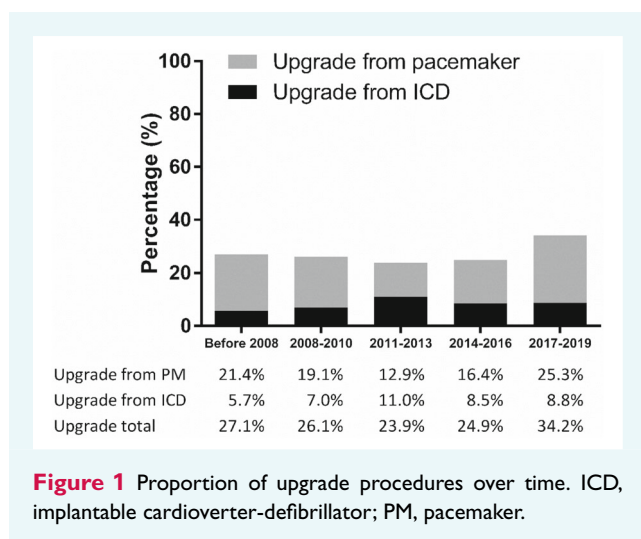 Upgrade from pacemaker
Upgrade from ICD
Percentage (%)
100
80
60
40
20
0
Before 2008 2008-2010 2011-2013 2014-2016 2017-2019
Upgrade from PM 21.4% 19.1% 12.9% 16.4% 25.3%
Upgrade from ICD 5.7% 7.0% 11.0% 8.5% 8.8%
Upgrade total 27.1% 26.1% 23.9% 24.9% 34.2%
Figure 1 Proportion of upgrade procedures over time. ICD,
implantable cardioverter-defibrillator; PM, pacemaker.